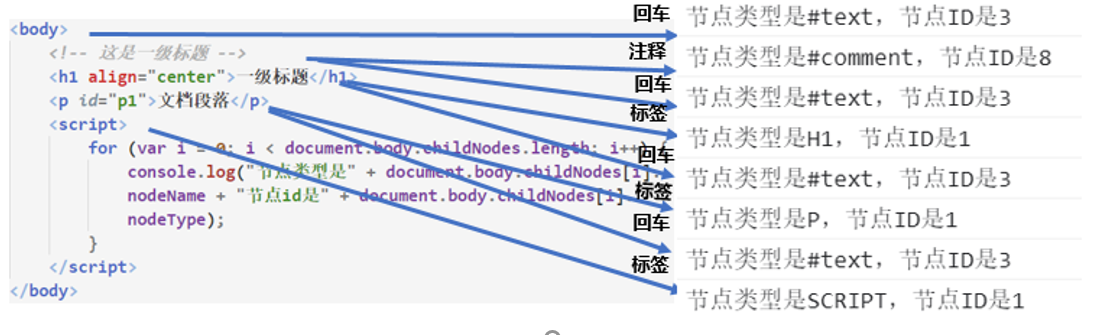 <body>
<!-- 这是一级标题 -->
<h1 align="center">一级标题</h1>
<p id="p1">文档段落</p>
<script>
for (var i = 0; i < document.body.childNodes.length; i++) {
console.log("节点类型是" + document.body.childNodes[i].
nodeName + "节点id是" + document.body.childNodes[i].
nodeType);
}
</script>
</body>
回车
注释
回车
标签
回车
标签
回车
标签
节点类型是#text，节点ID是3
节点类型是#comment，节点ID是8
节点类型是#text，节点ID是3
节点类型是H1，节点ID是1
节点类型是#text，节点ID是3
节点类型是P，节点ID是1
节点类型是#text，节点ID是3
节点类型是SCRIPT，节点ID是1